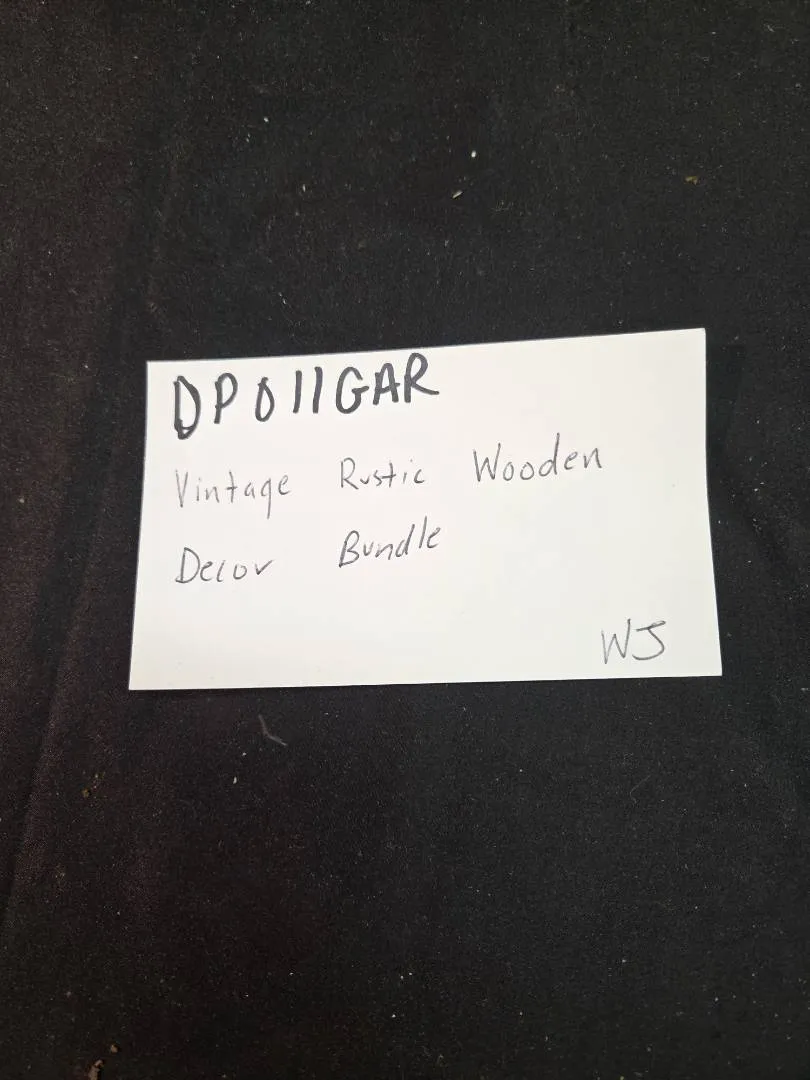 DP011GAR
Vintage Rustic Wooden
Decor Bundle
WJ